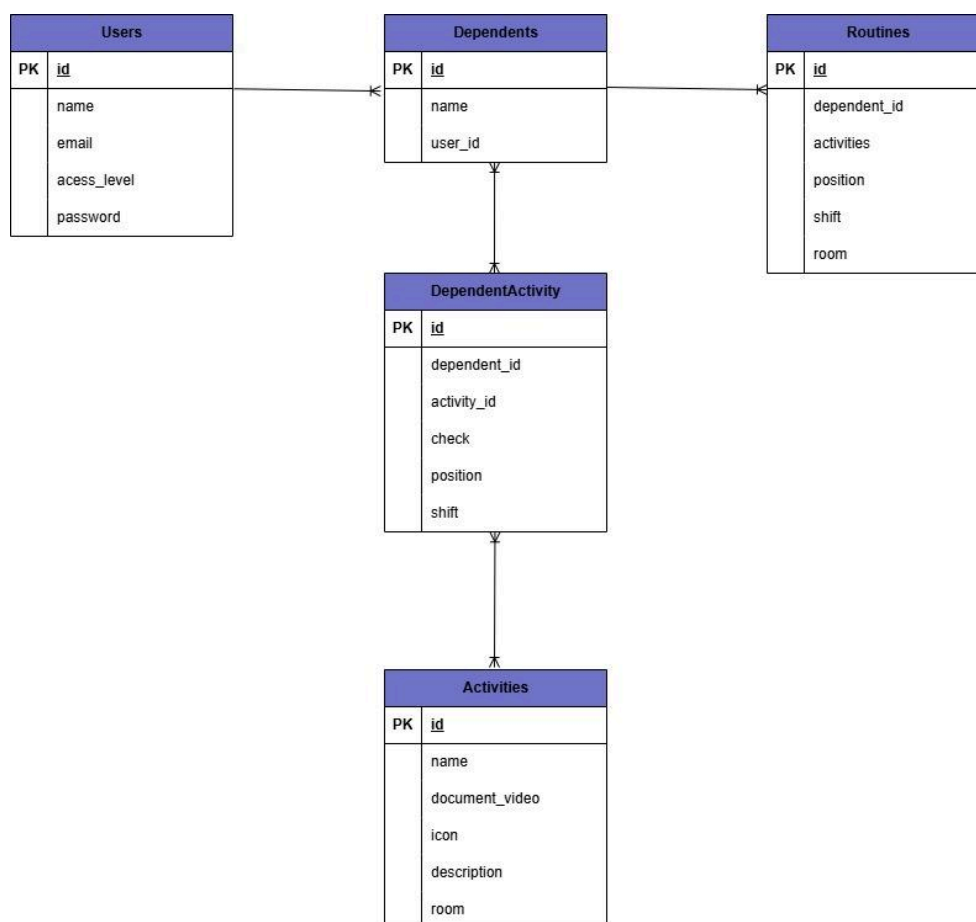 Users
PK id
name
email
acess_level
password
Dependents
PK id
name
user_id
Routines
PK id
dependent_id
activities
position
shift
room
DependentActivity
PK id
dependent_id
activity_id
check
position
shift
Activities
PK id
name
document_video
icon
description
room